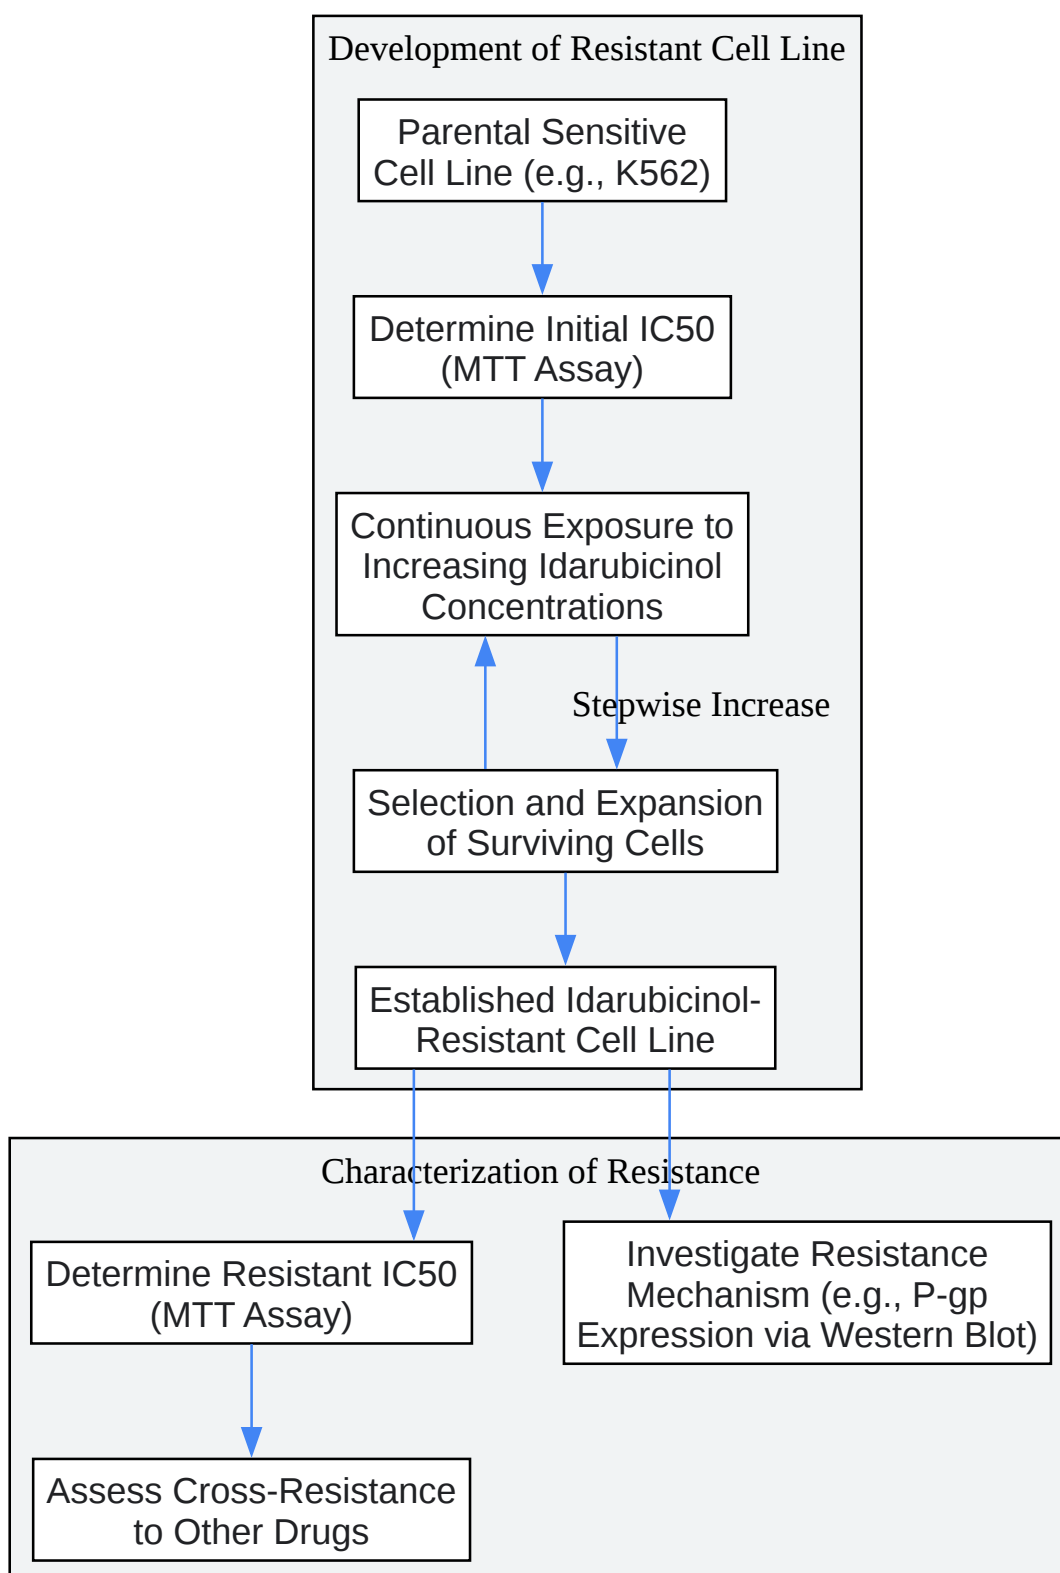 Development of Resistant Cell Line
Parental Sensitive
Cell Line (e.g., K562)
Determine Initial IC50
(MTT Assay)
Continuous Exposure to
Increasing Idarubicinol
Concentrations
Stepwise Increase
Selection and Expansion
of Surviving Cells
Established Idarubicinol-
Resistant Cell Line
Characterization of Resistance
Determine Resistant IC50
(MTT Assay)
Investigate Resistance
Mechanism (e.g., P-gp
Expression via Western Blot)
Assess Cross-Resistance
to Other Drugs